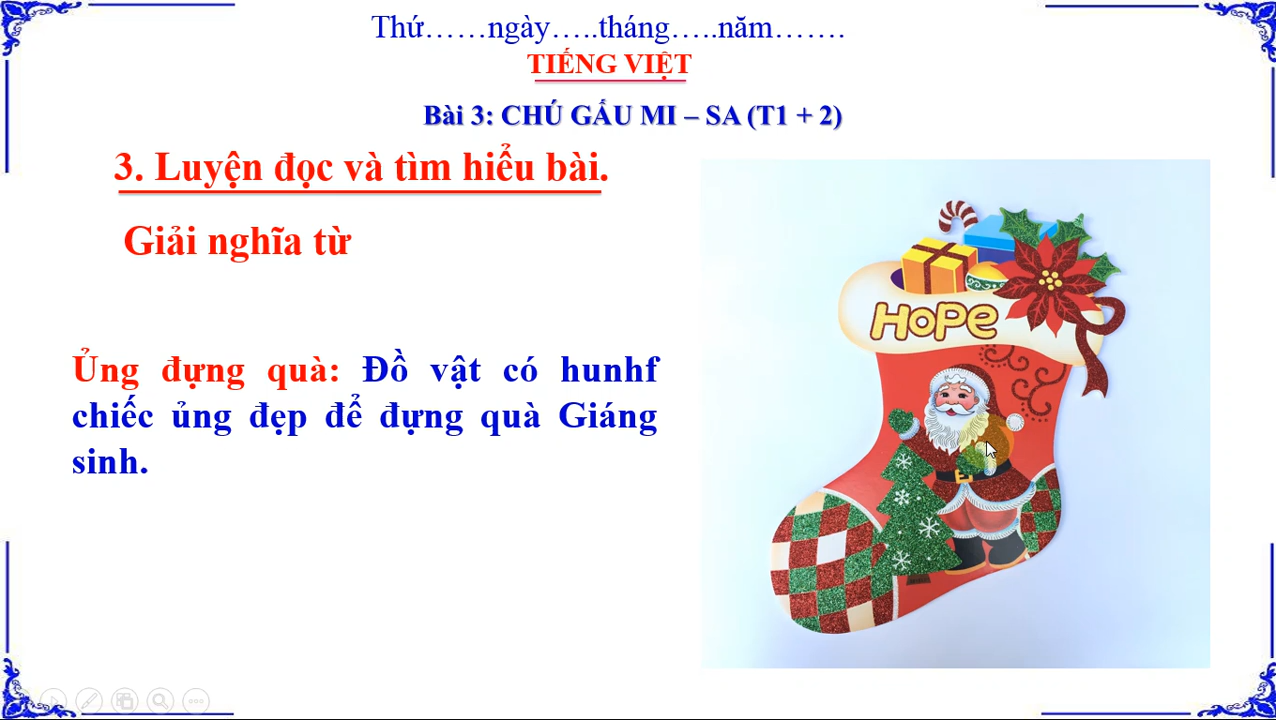 Thứ……ngày…..tháng…..năm…….
TIẾNG VIỆT
Bài 3: CHÚ GẤU MI – SA (T1 + 2)
3. Luyện đọc và tìm hiểu bài.
Giải nghĩa từ
Ủng đựng quà: Đồ vật có hunhf
chiếc ủng đẹp để đựng quà Giáng
sinh.
HoPe